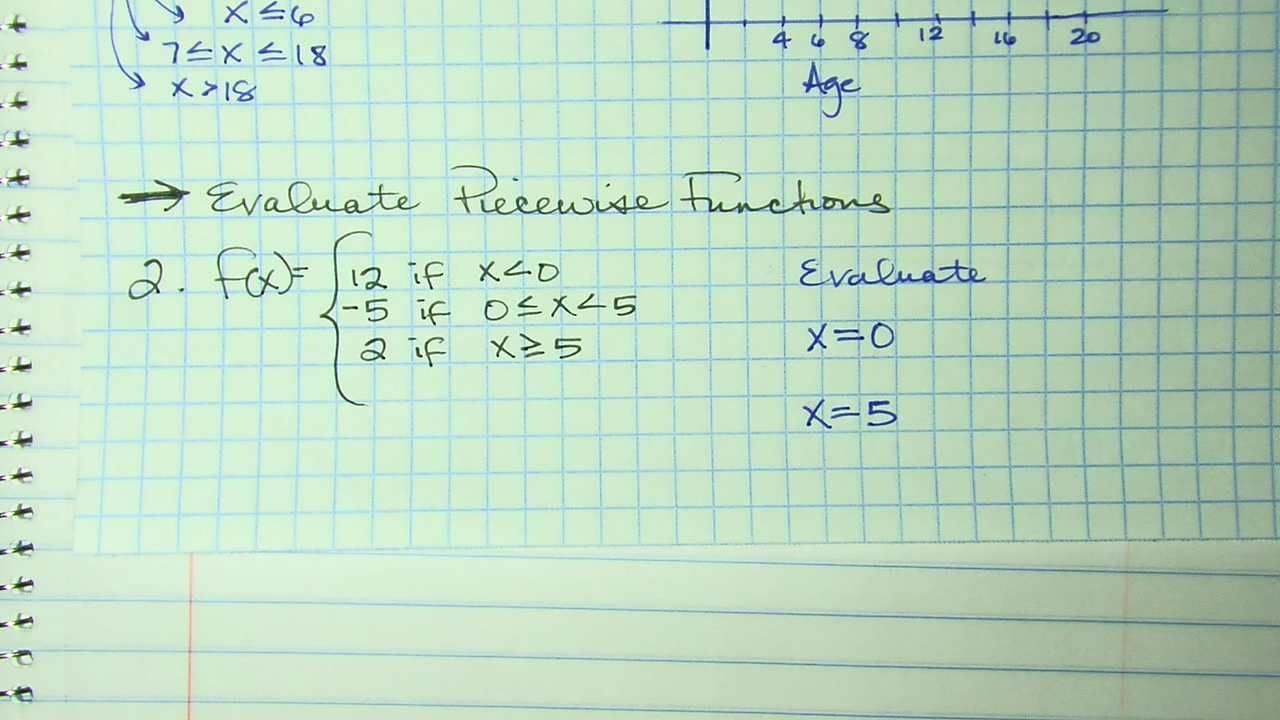 x ≤ 6
7 ≤ x ≤ 18
x > 18
4 6 8 12 16 20
Age
→ Evaluate Piecewise Functions
2. f(x) = { 12 if x < 0
-5 if 0 ≤ x < 5
2 if x ≥ 5
Evaluate
x = 0
x = 5